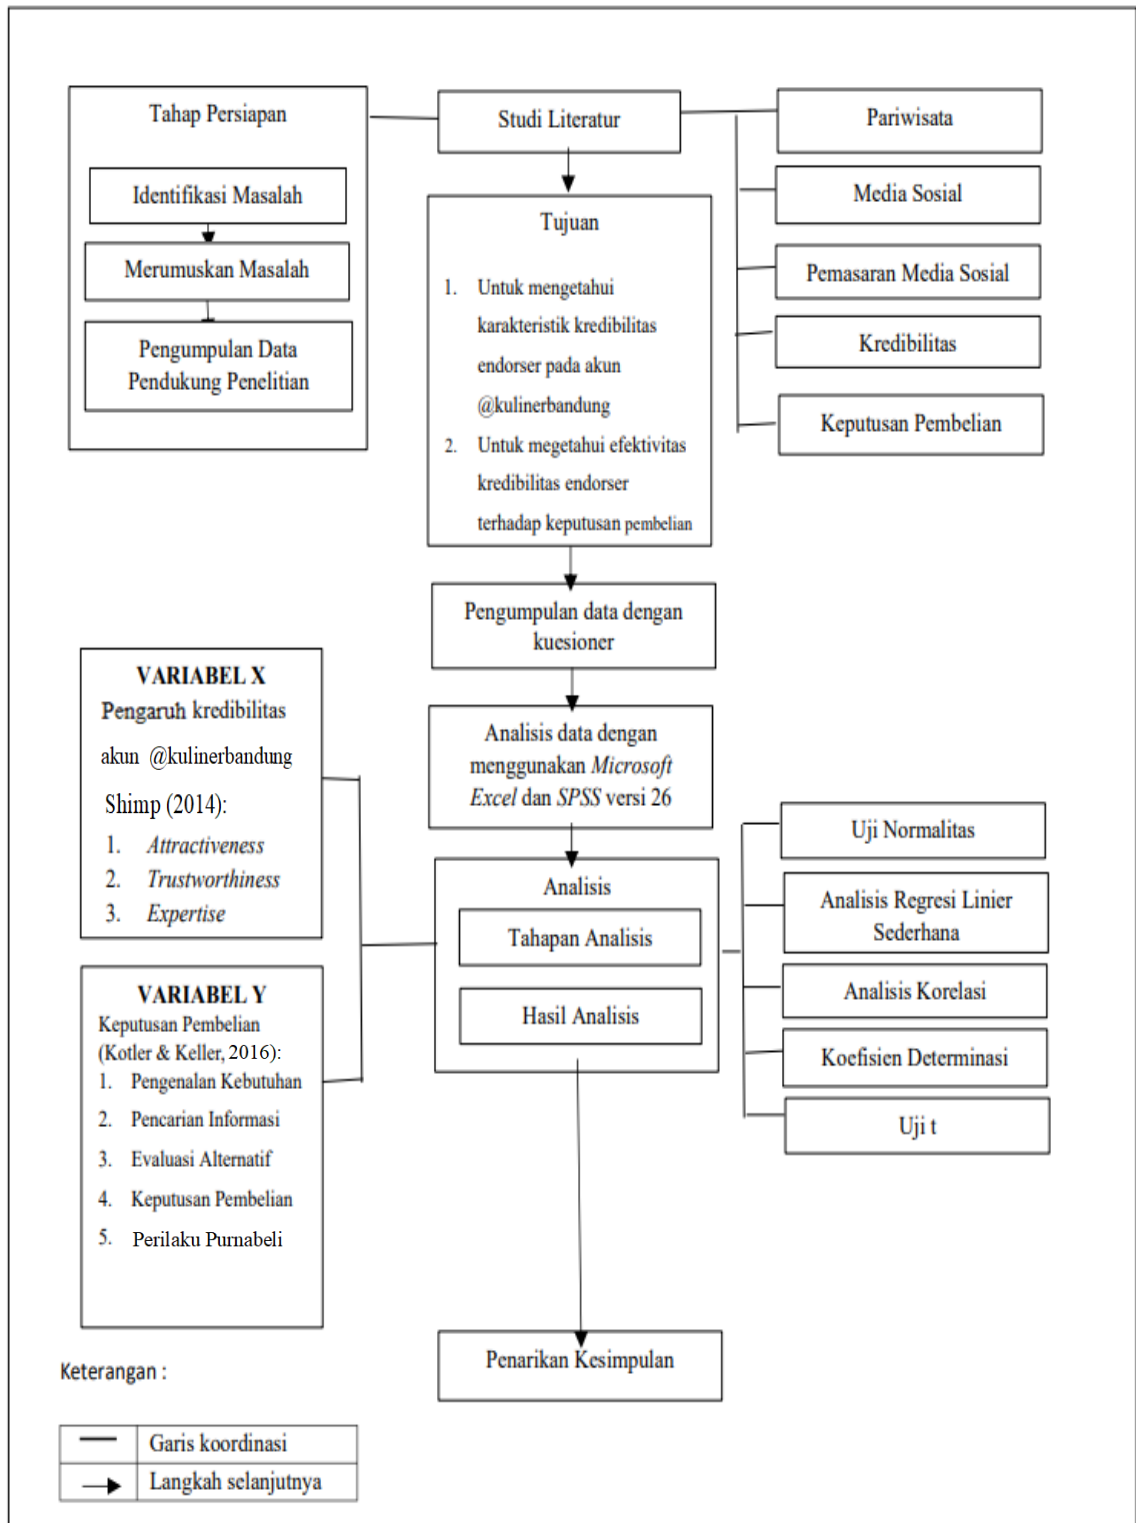 Tahap Persiapan
Identifikasi Masalah
Merumuskan Masalah
Pengumpulan Data
Pendukung Penelitian
Studi Literatur
Pariwisata
Media Sosial
Pemasaran Media Sosial
Kredibilitas
Keputusan Pembelian
Tujuan
1. Untuk mengetahui
karakteristik kredibilitas
endorser pada akun
@kulinerbandung
2. Untuk megetahui efektivitas
kredibilitas endorser
terhadap keputusan pembelian
Pengumpulan data dengan
kuesioner
Analisis data dengan
menggunakan Microsoft
Excel dan SPSS versi 26
VARIABEL X
Pengaruh kredibilitas
akun @kulinerbandung
Shimp (2014):
1. Attractiveness
2. Trustworthiness
3. Expertise
VARIABEL Y
Keputusan Pembelian
(Kotler & Keller, 2016):
1. Pengenalan Kebutuhan
2. Pencarian Informasi
3. Evaluasi Alternatif
4. Keputusan Pembelian
5. Perilaku Purnabeli
Analisis
Tahapan Analisis
Hasil Analisis
Uji Normalitas
Analisis Regresi Linier
Sederhana
Analisis Korelasi
Koefisien Determinasi
Uji t
Penarikan Kesimpulan
Keterangan :
Garis koordinasi
Langkah selanjutnya